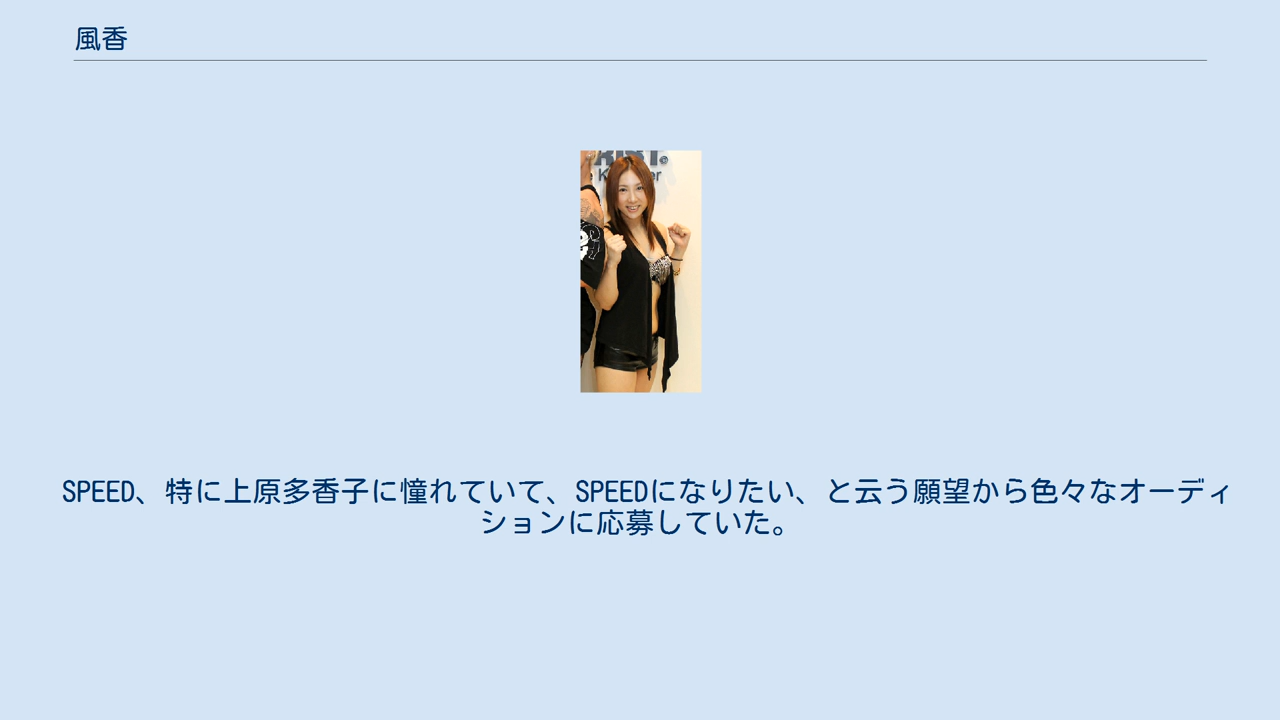 風香
SPEED、特に上原多香子に憧れていて、SPEEDになりたい、と云う願望から色々なオーディ
ションに応募していた。